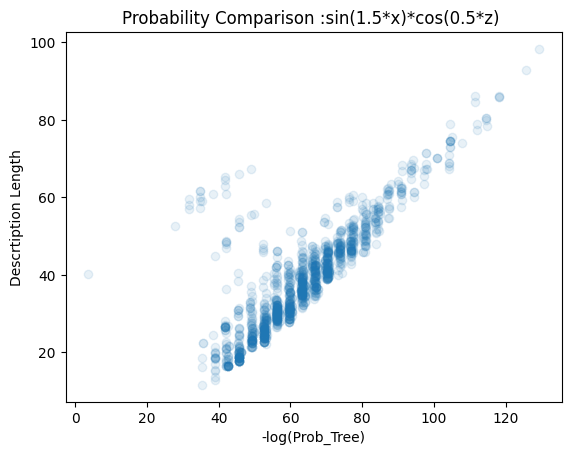 Probability Comparison :sin(1.5*x)*cos(0.5*z)
100
80
60
40
20
Descrtiption Length
0 20 40 60 80 100 120
-log(Prob_Tree)